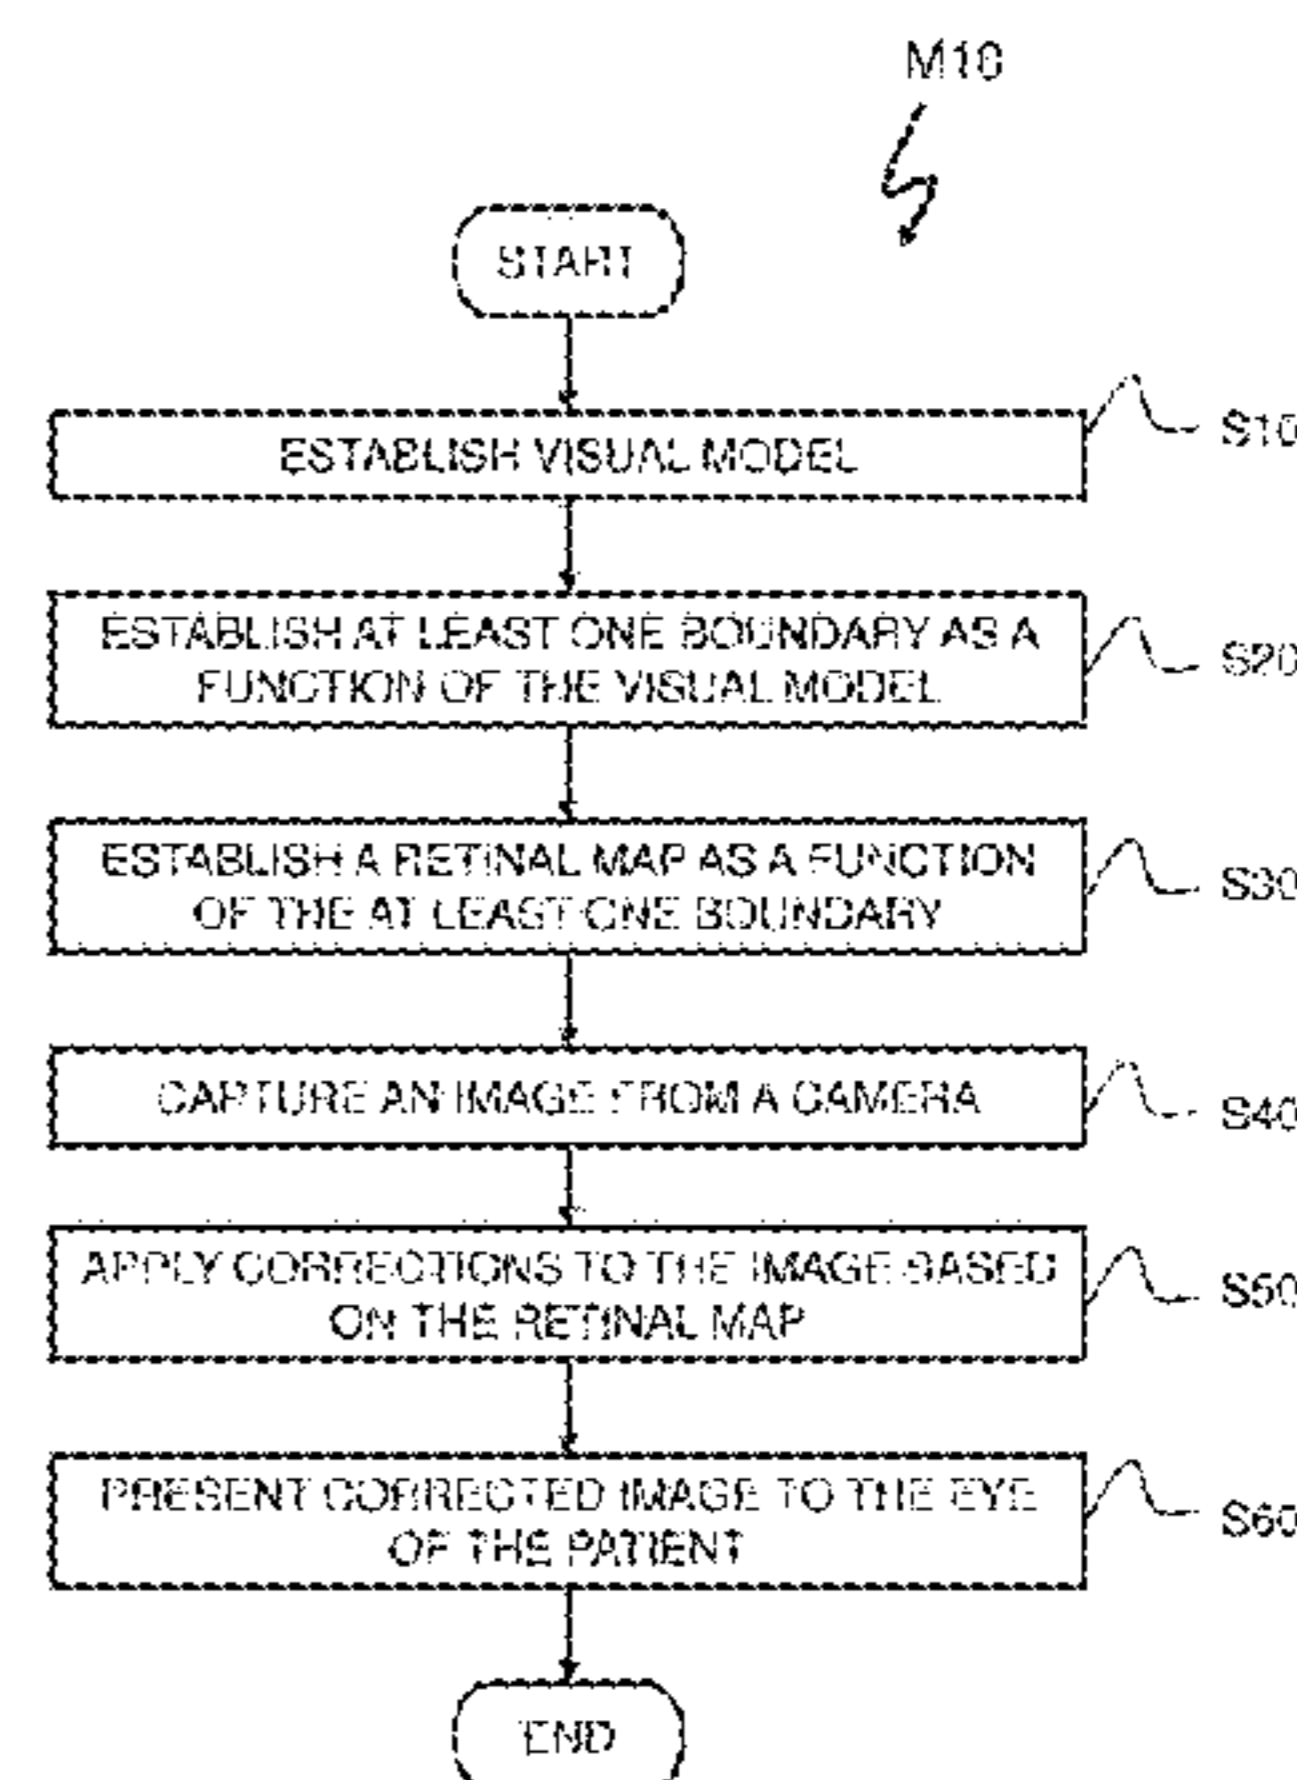 M10
START
ESTABLISH VISUAL MODEL
S10
ESTABLISH AT LEAST ONE BOUNDARY AS A
FUNCTION OF THE VISUAL MODEL
S20
ESTABLISH A RETINAL MAP AS A FUNCTION
OF THE AT LEAST ONE BOUNDARY
S30
CAPTURE AN IMAGE FROM A CAMERA
S40
APPLY CORRECTIONS TO THE IMAGE BASED
ON THE RETINAL MAP
S50
PRESENT CORRECTED IMAGE TO THE EYE
OF THE PATIENT
S60
END